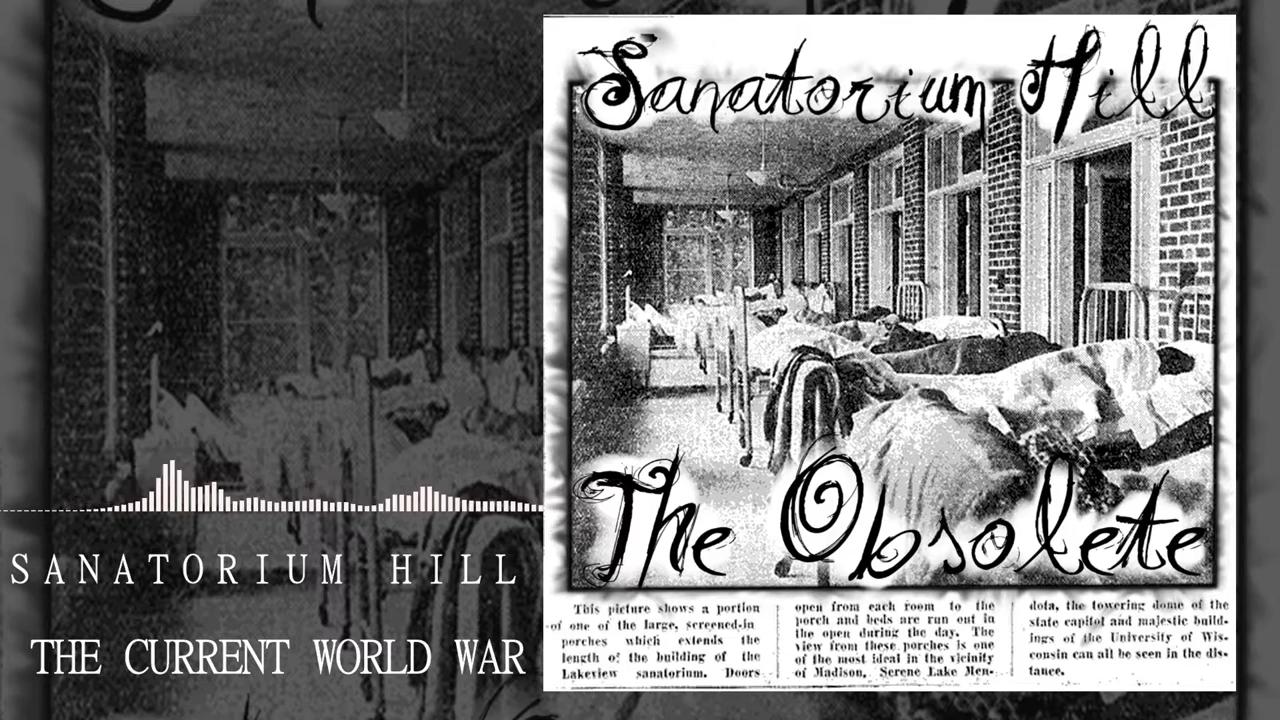 Sanatorium Hill
The Obsolete
This picture shows a portion
of one of the large, screened-in
porches which extends the
length of the building of the
Lakeview sanatorium. Doors
open from each room to the
porch and beds are run out in
the open during the day. The
view from these porches is one
of the most ideal in the vicinity
of Madison. Serene Lake Men-
dota, the towering dome of the
state capitol and majestic build-
ings of the University of Wis-
consin can all be seen in the dis-
tance.
SANATORIUM HILL
THE CURRENT WORLD WAR